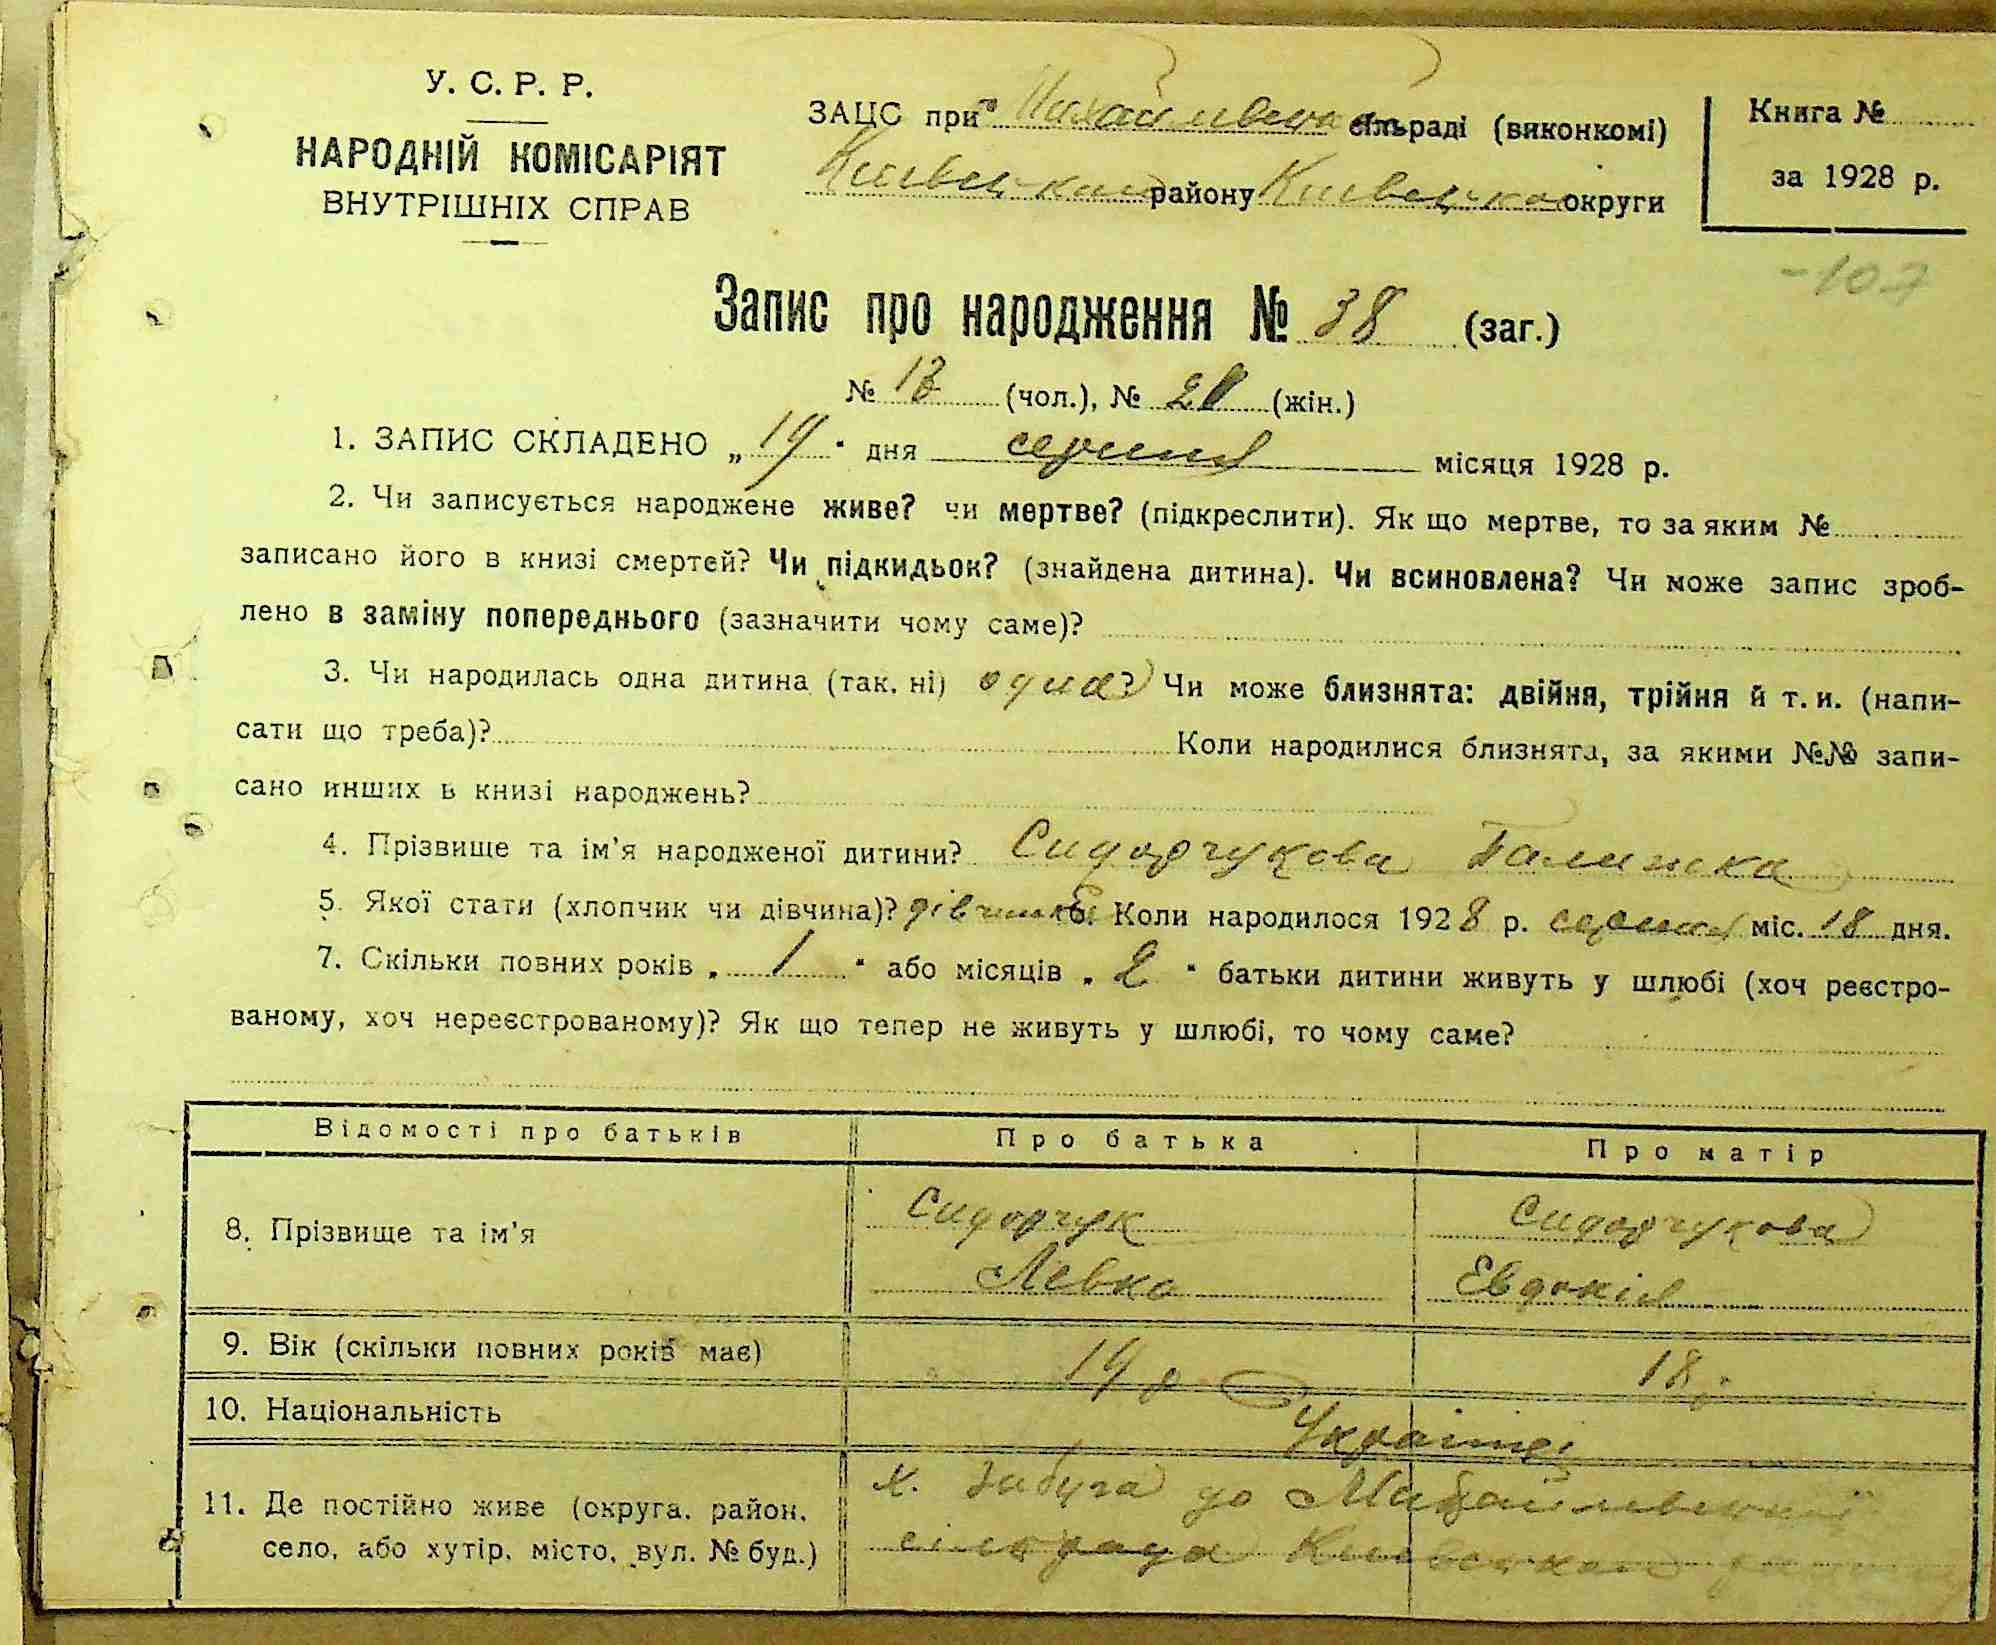 У. С. Р. Р.
НАРОДНІЙ КОМІСАРІЯТ
ВНУТРІШНІХ СПРАВ
ЗАЦС при сільраді (виконкомі)
Київського району Київської округи
Книга №
за 1928 р.
-107
Запис про народження № 38 (заг.)
№ (чол.), № 20 (жін.)
1. ЗАПИС СКЛАДЕНО „19" дня серпня місяця 1928 р.
2. Чи записується народжене живе? чи мертве? (підкреслити). Як що мертве, то за яким №
записано його в книзі смертей? Чи підкидьок? (знайдена дитина). Чи всиновлена? Чи може запис зроб-
лено в заміну попереднього (зазначити чому саме)?
3. Чи народилась одна дитина (так, ні) одна? Чи може близнята: двійня, трійня й т. и. (напи-
сати що треба)? Коли народилися близнята, за якими №№ запи-
сано инших в книзі народжень?
4. Прізвище та ім'я народженої дитини? Сидорчукова Галинка
5. Якої стати (хлопчик чи дівчина)? дівчинка 6. Коли народилося 1928 р. серпня міс. 18 дня.
7. Скільки повних років „1" або місяців „2" батьки дитини живуть у шлюбі (хоч реєстро-
ваному, хоч нереєстрованому)? Як що тепер не живуть у шлюбі, то чому саме?
Відомості про батьків Про батька Про матір
8. Прізвище та ім'я Сидорчук Сидорчукова
Левко Евдокія
9. Вік (скільки повних років має) 19 р 18 р
10. Національність Українці
11. Де постійно живе (округа, район, х. до Михайлівської
село, або хутір, місто, вул. № буд.) сільрада Київського